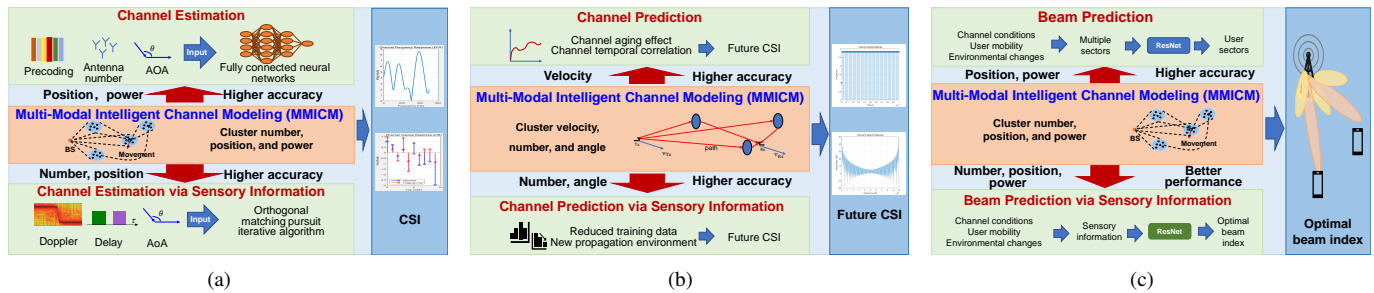 Channel Estimation
Precoding
Antenna
number
θ
AOA
Input
Fully connected neural
networks
Position, power
Higher accuracy
Multi-Modal Intelligent Channel Modeling (MMICM)
BS
Movement
Cluster number,
position, and power
Number, position
Higher accuracy
Channel Estimation via Sensory Information
Doppler
Delay
τ
θ
AoA
Input
Orthogonal
matching pursuit
iterative algorithm
CSI
(a)
Channel Prediction
Channel aging effect
Channel temporal correlation
Future CSI
Velocity
Higher accuracy
Multi-Modal Intelligent Channel Modeling (MMICM)
Cluster velocity,
number, and angle
path
Number, angle
Higher accuracy
Channel Prediction via Sensory Information
Reduced training data
New propagation environment
Future CSI
Future CSI
(b)
Beam Prediction
Channel conditions
User mobility
Environmental changes
Multiple
sectors
ResNet
User
sectors
Position, power
Higher accuracy
Multi-Modal Intelligent Channel Modeling (MMICM)
Cluster number,
position, and power
BS
Movement
Number, position,
power
Better
performance
Beam Prediction via Sensory Information
Channel conditions
User mobility
Environmental changes
Sensory
information
ResNet
Optimal
beam index
Optimal
beam index
(c)